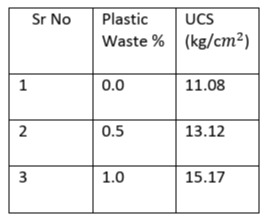 Sr No Plastic Waste % UCS (kg/cm²)
1 0.0 11.08
2 0.5 13.12
3 1.0 15.17